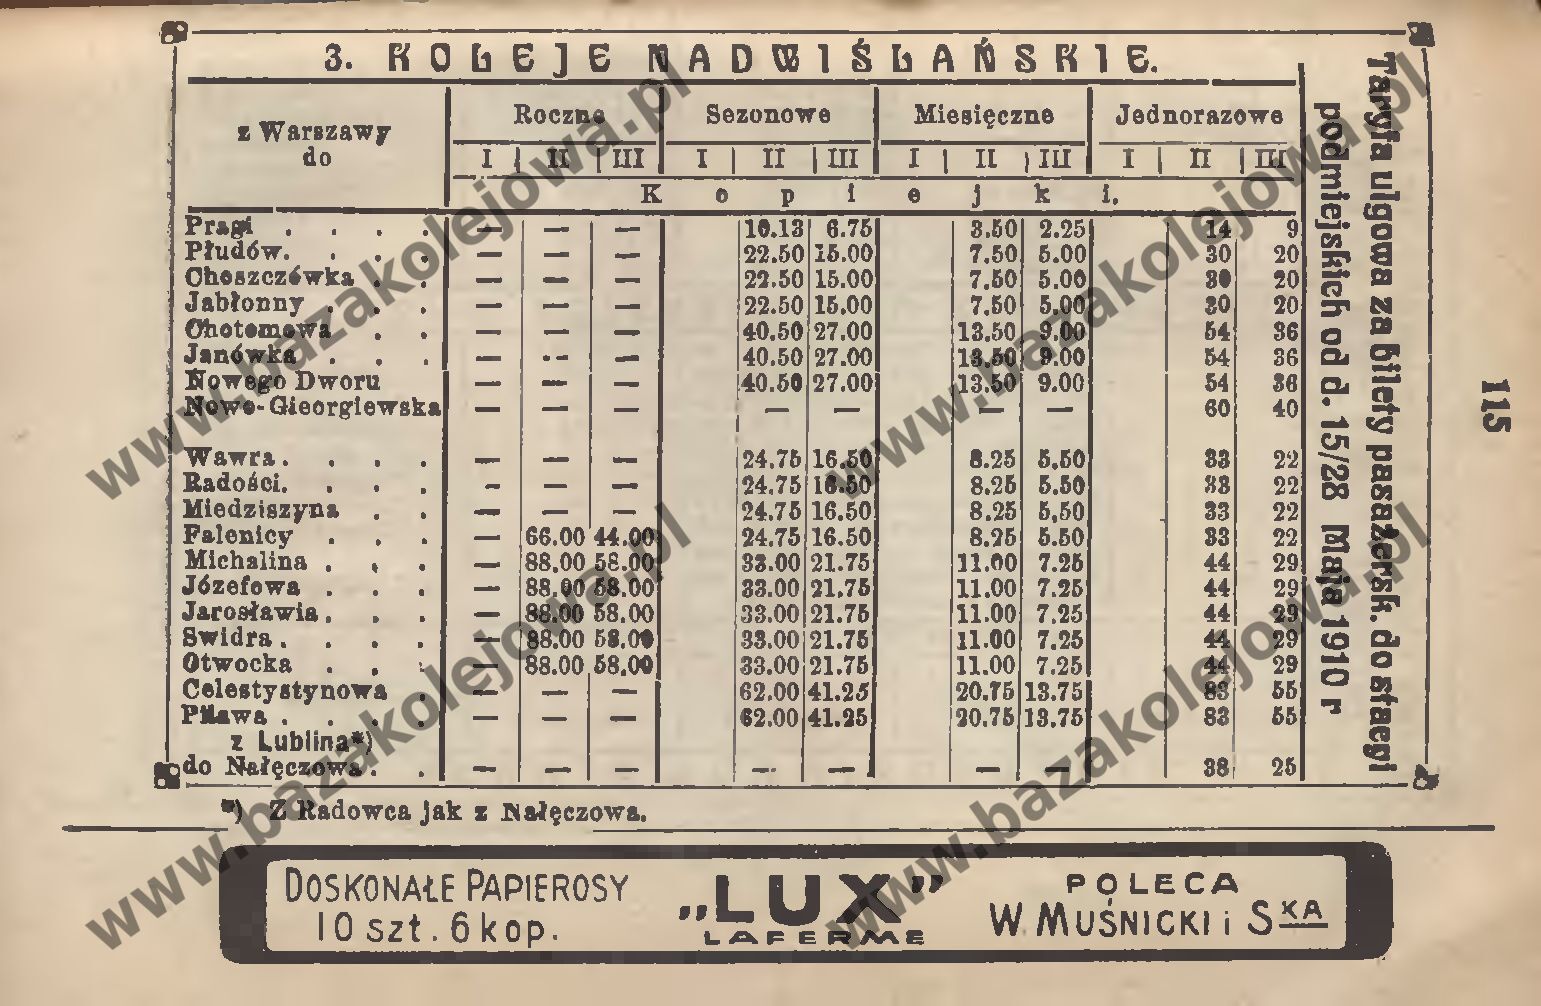 3. KOLEJE NADWIŚLAŃSKIE.
z Warszawy do | Roczne | Sezonowe | Miesięczne | Jednorazowe
I | II | III | I | II | III | I | II | III | I | II | III
Kopiejki.
Pragi . . . . — — — 10.13 6.75 3.50 2.25 14 9
Płudów. . . . — — — 22.50 15.00 7.50 5.00 30 20
Choszczówka . . — — — 22.50 15.00 7.50 5.00 30 20
Jabłonny . . . — — — 22.50 15.00 7.50 5.00 30 20
Chotomowa . . — — — 40.50 27.00 13.50 9.00 54 36
Janówka . . . — — — 40.50 27.00 13.50 9.00 54 36
Nowego Dworu — — — 40.50 27.00 13.50 9.00 54 36
Nowo-Gieorgiewska — — — — — — — 60 40
Wawra. . . . — — — 24.75 16.50 8.25 5.50 33 22
Radości. . . . - — — 24.75 16.50 8.25 5.50 33 22
Miedziszyna . . — — — 24.75 16.50 8.25 5,50 33 22
Falenicy . . . — 66.00 44.00 24.75 16.50 8.25 5.50 33 22
Michalina . . . — 88.00 58.00 33.00 21.75 11.00 7.25 44 29
Józefowa . . . — 88.00 58.00 33.00 21.75 11.00 7.25 44 29
Jarosławia. . . — 88.00 58.00 33.00 21.75 11.00 7.25 44 29
Swidra. . . . — 88.00 58.00 33.00 21.75 11.00 7.25 44 29
Otwocka . . . — 88.00 58.00 33.00 21.75 11.00 7.25 44 29
Celestystynowa . — — — 62.00 41.25 20.75 13.75 83 55
Pilawa . . . . — — — 62.00 41.25 20.75 13.75 83 55
z Lublina*)
do Nałęczowa. . — — — — — — — 38 25
*) Z Radowca jak z Nałęczowa.
Taryfa ulgowa za bilety pasażersk. do stacyi
podmiejskich od d. 15/28 Maja 1910 r
115
DOSKONAŁE PAPIEROSY
10 szt. 6 kop.
„LUX”
LAFERME
POLECA
W. MUŚNICKI i SKA
www.bazakolejowa.pl
www.bazakolejowa.pl
www.bazakolejowa.pl
www.bazakolejowa.pl